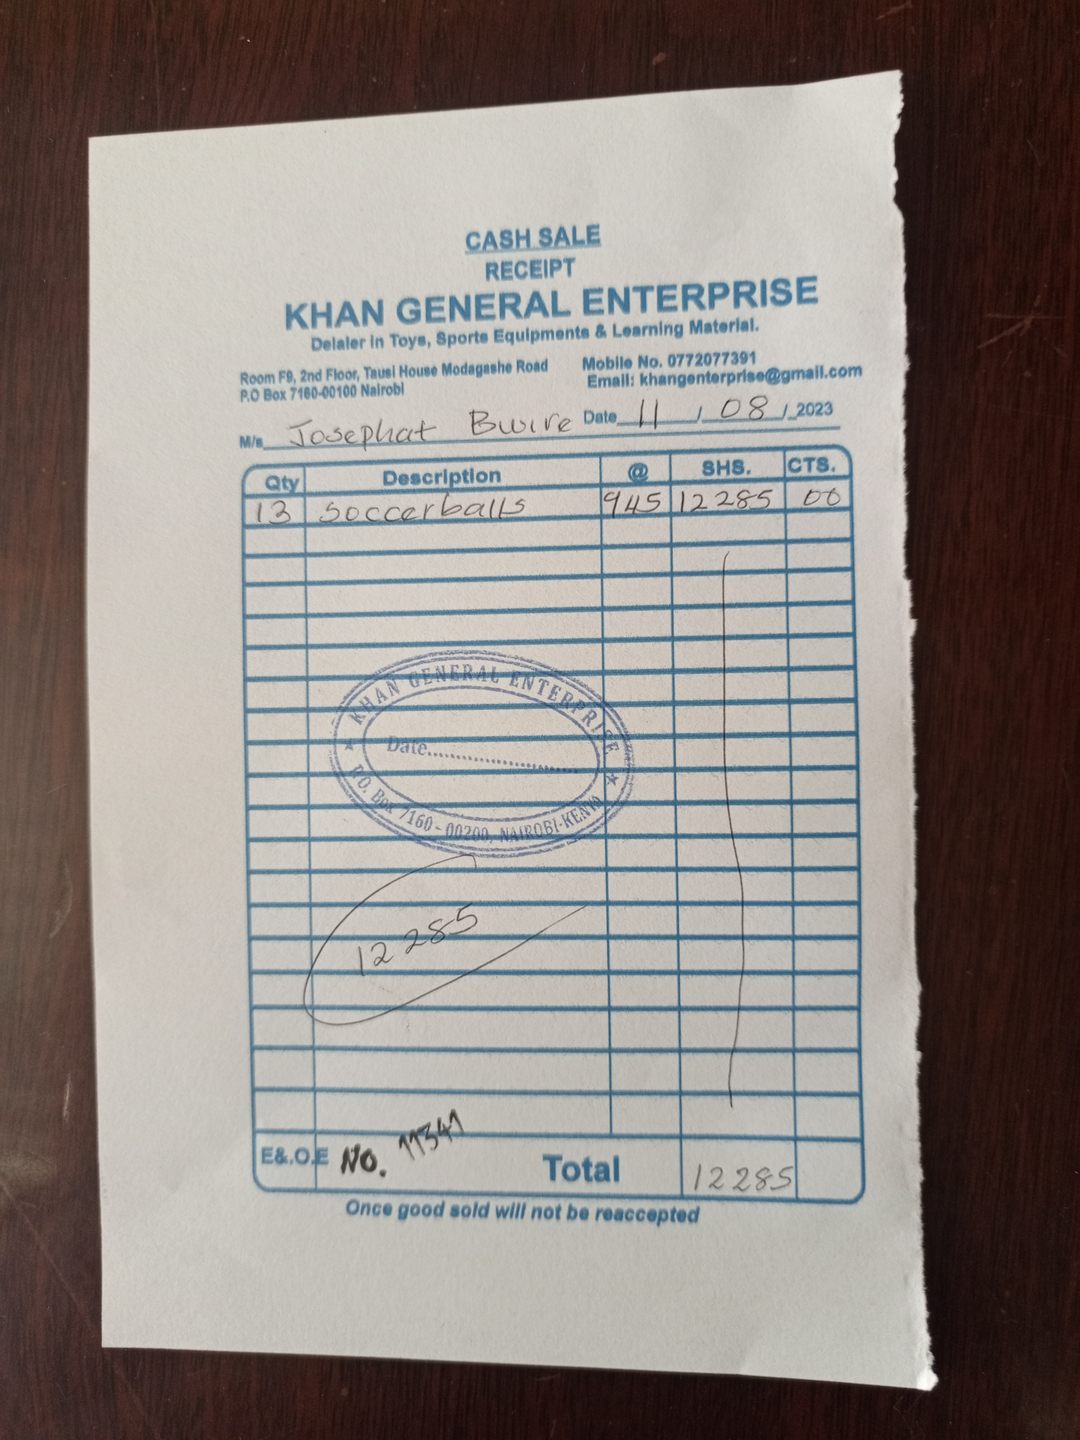 CASH SALE
RECEIPT
KHAN GENERAL ENTERPRISE
Delaler in Toys, Sports Equipments & Learning Material.
Room F9, 2nd Floor, Tausi House Modagashe Road
P.O Box 7160-00100 Nairobi
Mobile No. 0772077391
Email: khangenterprise@gmail.com
M/s Josephat Bwire Date 11 / 08 / 2023
Qty Description @ SHS. CTS.
13 soccerballs 945 12285 00
KHAN GENERAL ENTERPRISE
Date....................
P.O. Box 7160 - 00200, NAIROBI-KENYA
12285
E&.O.E No. 11341 Total 12285
Once good sold will not be reaccepted